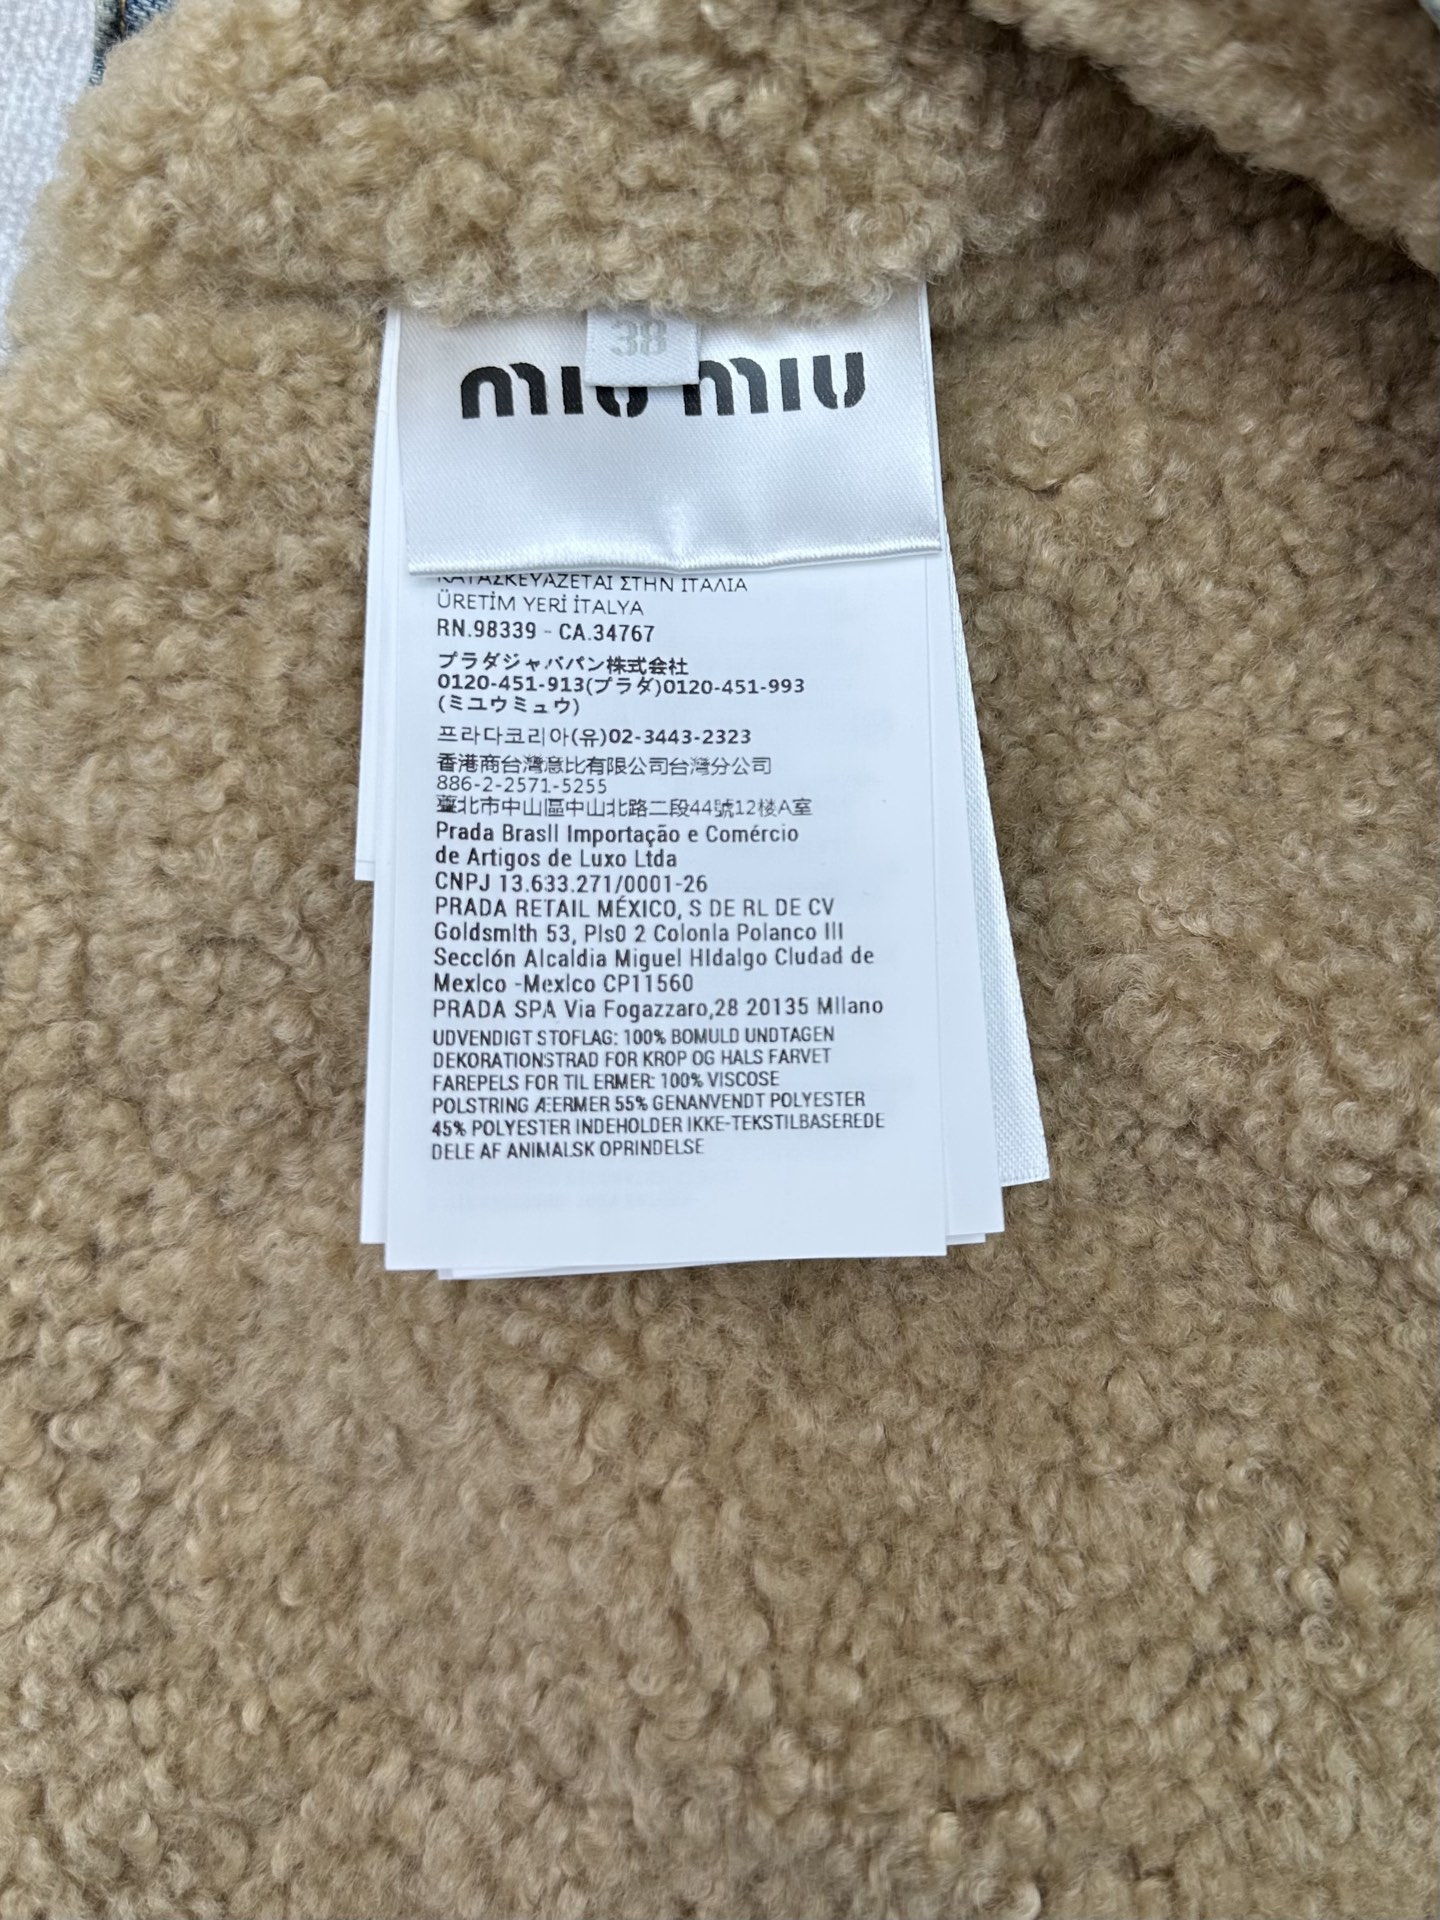 38
miu miu
ΚΑΤΑΣΚΕΥΑΖΕΤΑΙ ΣΤΗΝ ΙΤΑΛΙΑ
ÜRETİM YERİ İTALYA
RN.98339 - CA.34767
プラダジャパパン株式会社
0120-451-913(プラダ)0120-451-993
(ミユウミュウ)
프라다코리아(유)02-3443-2323
香港商台灣意比有限公司台灣分公司
886-2-2571-5255
臺北市中山區中山北路二段44號12楼A室
Prada BrasIl Importação e Comércio
de Artigos de Luxo Ltda
CNPJ 13.633.271/0001-26
PRADA RETAIL MÉXICO, S DE RL DE CV
GoldsmIth 53, PIs0 2 ColonIa Polanco III
SeccIón Alcaldia Miguel HIdalgo CIudad de
MexIco -MexIco CP11560
PRADA SPA Via Fogazzaro,28 20135 MIlano
UDVENDIGT STOFLAG: 100% BOMULD UNDTAGEN
DEKORATIONSTRAD FOR KROP OG HALS FARVET
FAREPELS FOR TIL ERMER: 100% VISCOSE
POLSTRING ÆERMER 55% GENANVENDT POLYESTER
45% POLYESTER INDEHOLDER IKKE-TEKSTILBASEREDE
DELE AF ANIMALSK OPRINDELSE